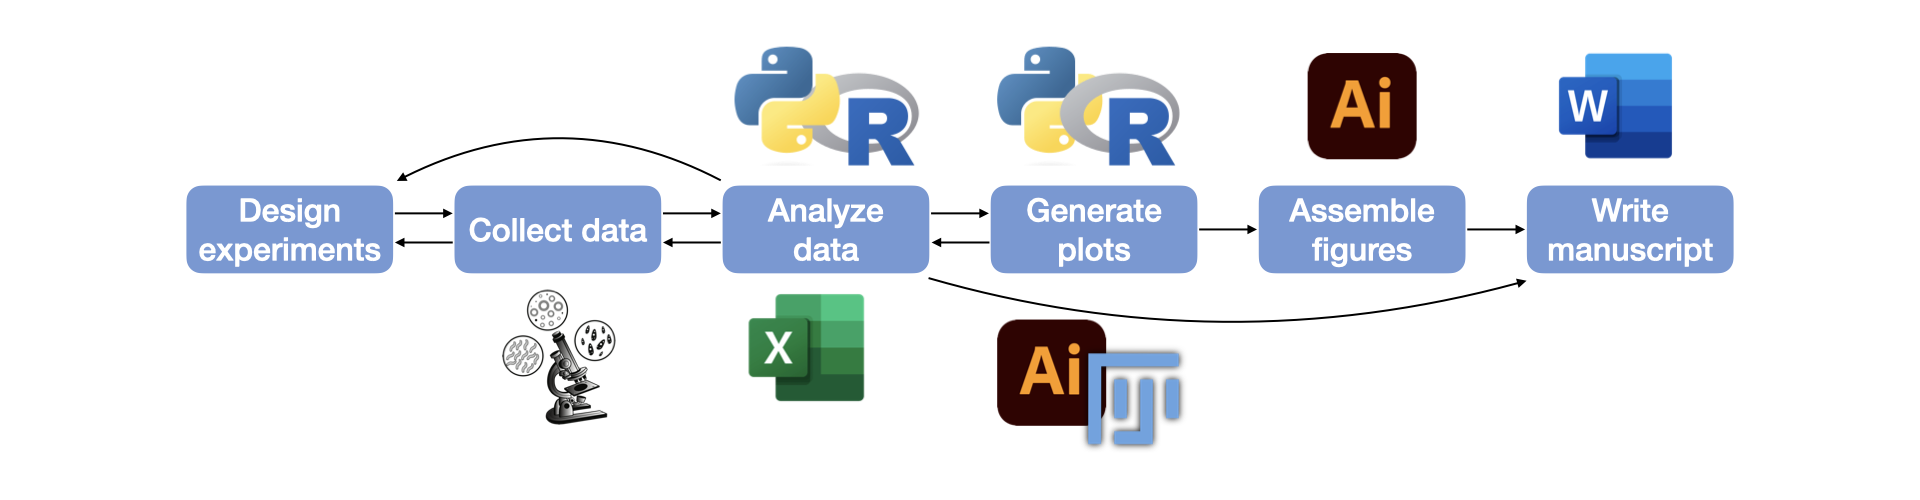 R
R
Ai
W
Design
experiments
Collect data
Analyze
data
Generate
plots
Assemble
figures
Write
manuscript
X
Ai